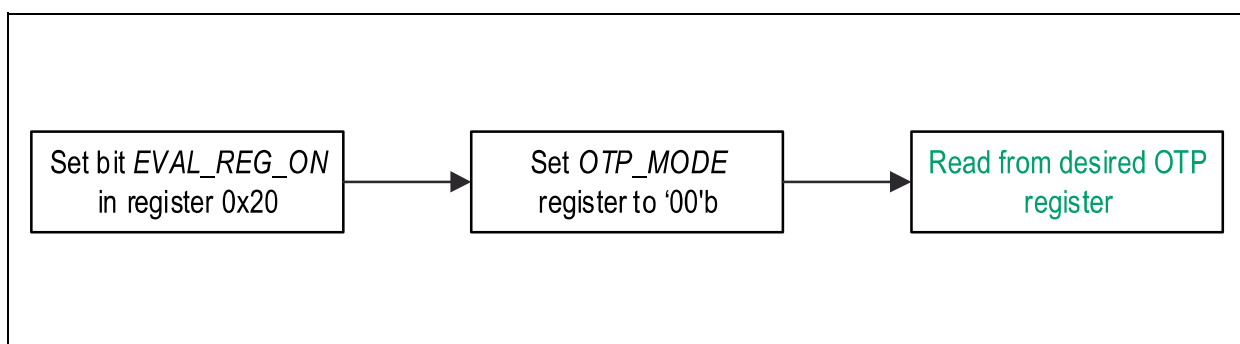 Set bit EVAL_REG_ON
in register 0x20
Set OTP_MODE
register to ‘00'b
Read from desired OTP
register